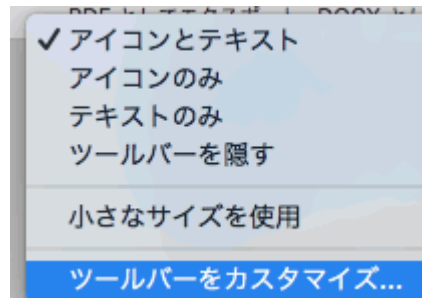 ✓ アイコンとテキスト
アイコンのみ
テキストのみ
ツールバーを隠す
小さなサイズを使用
ツールバーをカスタマイズ...